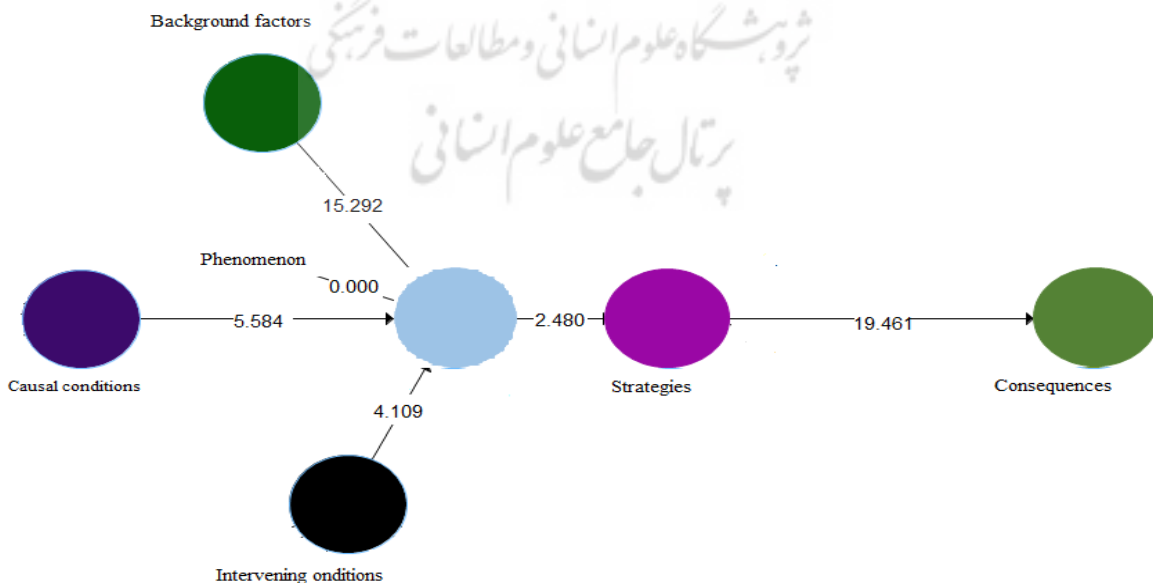 Background factors
پژوهشگاه علوم انسانی و مطالعات فرهنگی
پرتال جامع علوم انسانی
15.292
Phenomenon
0.000
5.584
2.480
19.461
Causal conditions
Strategies
Consequences
4.109
Intervening onditions